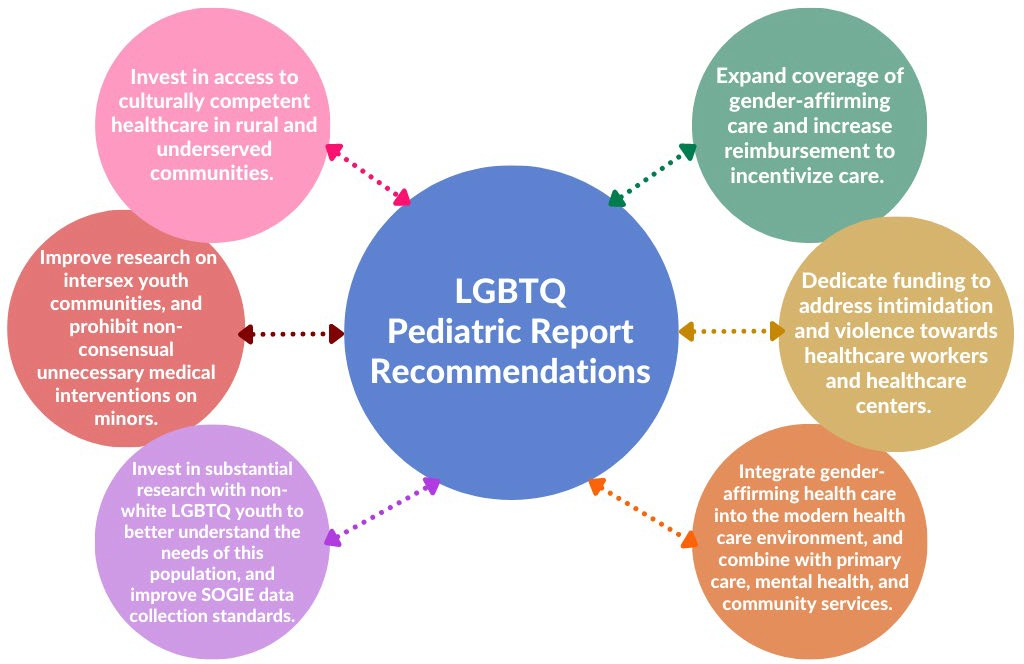 Invest in access to
culturally competent
healthcare in rural and
underserved
communities.
Expand coverage of
gender-affirming
care and increase
reimbursement to
incentivize care.
Improve research on
intersex youth
communities, and
prohibit non-
consensual
unnecessary medical
interventions on
minors.
LGBTQ
Pediatric Report
Recommendations
Dedicate funding to
address intimidation
and violence towards
healthcare workers
and healthcare
centers.
Invest in substantial
research with non-
white LGBTQ youth to
better understand the
needs of this
population, and
improve SOGIE data
collection standards.
Integrate gender-
affirming health care
into the modern health
care environment, and
combine with primary
care, mental health, and
community services.